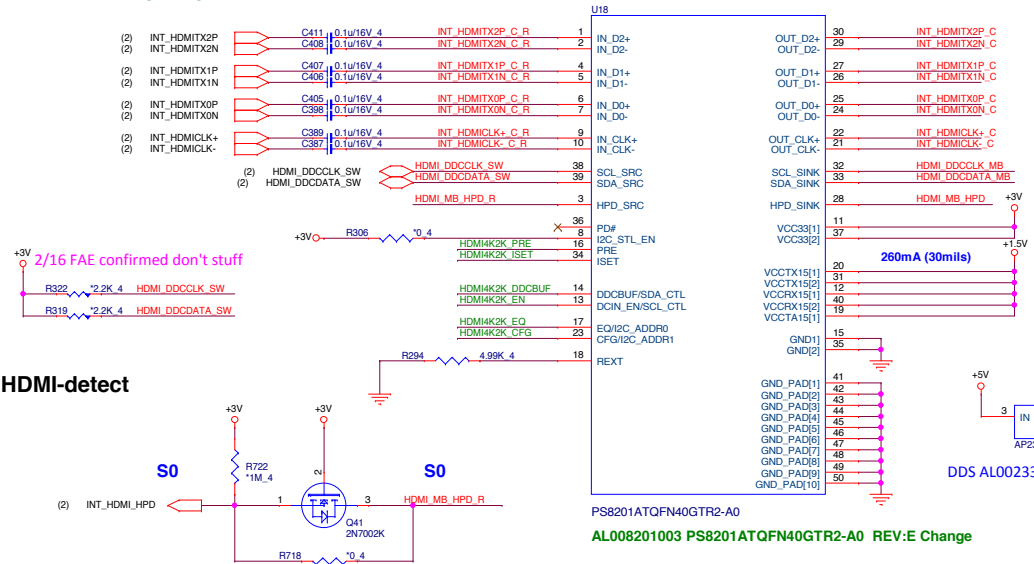 U18
(2) INT_HDMITX2P C411 0.1u/16V_4 INT_HDMITX2P_C_R 1 IN_D2+ OUT_D2+ 30 INT_HDMITX2P_C
(2) INT_HDMITX2N C408 0.1u/16V_4 INT_HDMITX2N_C_R 2 IN_D2- OUT_D2- 29 INT_HDMITX2N_C
(2) INT_HDMITX1P C407 0.1u/16V_4 INT_HDMITX1P_C_R 4 IN_D1+ OUT_D1+ 27 INT_HDMITX1P_C
(2) INT_HDMITX1N C406 0.1u/16V_4 INT_HDMITX1N_C_R 5 IN_D1- OUT_D1- 26 INT_HDMITX1N_C
(2) INT_HDMITX0P C405 0.1u/16V_4 INT_HDMITX0P_C_R 6 IN_D0+ OUT_D0+ 25 INT_HDMITX0P_C
(2) INT_HDMITX0N C398 0.1u/16V_4 INT_HDMITX0N_C_R 7 IN_D0- OUT_D0- 24 INT_HDMITX0N_C
(2) INT_HDMICLK+ C389 0.1u/16V_4 INT_HDMICLK+_C_R 9 IN_CLK+ OUT_CLK+ 22 INT_HDMICLK+_C
(2) INT_HDMICLK- C387 0.1u/16V_4 INT_HDMICLK-_C_R 10 IN_CLK- OUT_CLK- 21 INT_HDMICLK-_C
(2) HDMI_DDCCLK_SW HDMI_DDCCLK_SW 38 SCL_SRC SCL_SINK 32 HDMI_DDCCLK_MB
(2) HDMI_DDCDATA_SW HDMI_DDCDATA_SW 39 SDA_SRC SDA_SINK 33 HDMI_DDCDATA_MB
HDMI_MB_HPD_R 3 HPD_SRC HPD_SINK 28 HDMI_MB_HPD
+3V
36 PD# VCC33[1] 11
+3V R306 *0_4 8 I2C_STL_EN VCC33[2] 37
HDMI4K2K_PRE 16 PRE
HDMI4K2K_ISET 34 ISET
+1.5V
260mA (30mils)
VCCTX15[1] 20
VCCTX15[2] 31
VCCRX15[1] 12
VCCRX15[2] 40
VCCTA15[1] 19
+3V 2/16 FAE confirmed don't stuff
R322 *2.2K_4 HDMI_DDCCLK_SW
R319 *2.2K_4 HDMI_DDCDATA_SW
HDMI4K2K_DDCBUF 14 DDCBUF/SDA_CTL
HDMI4K2K_EN 13 DCIN_EN/SCL_CTL
HDMI4K2K_EQ 17 EQ/I2C_ADDR0
HDMI4K2K_CFG 23 CFG/I2C_ADDR1
GND1] 15
GND[2] 35
R294 4.99K_4 18 REXT
GND_PAD[1] 41
GND_PAD[2] 42
GND_PAD[3] 43
GND_PAD[4] 44
GND_PAD[5] 45
GND_PAD[6] 46
GND_PAD[7] 47
GND_PAD[8] 48
GND_PAD[9] 49
GND_PAD[10] 50
+5V
3 IN
AP23
DDS AL00233
HDMI-detect
+3V +3V
S0 R722 2 S0
*1M_4
(2) INT_HDMI_HPD 1 3 HDMI_MB_HPD_R
Q41
2N7002K
R718 *0_4
PS8201ATQFN40GTR2-A0
AL008201003 PS8201ATQFN40GTR2-A0 REV:E Change